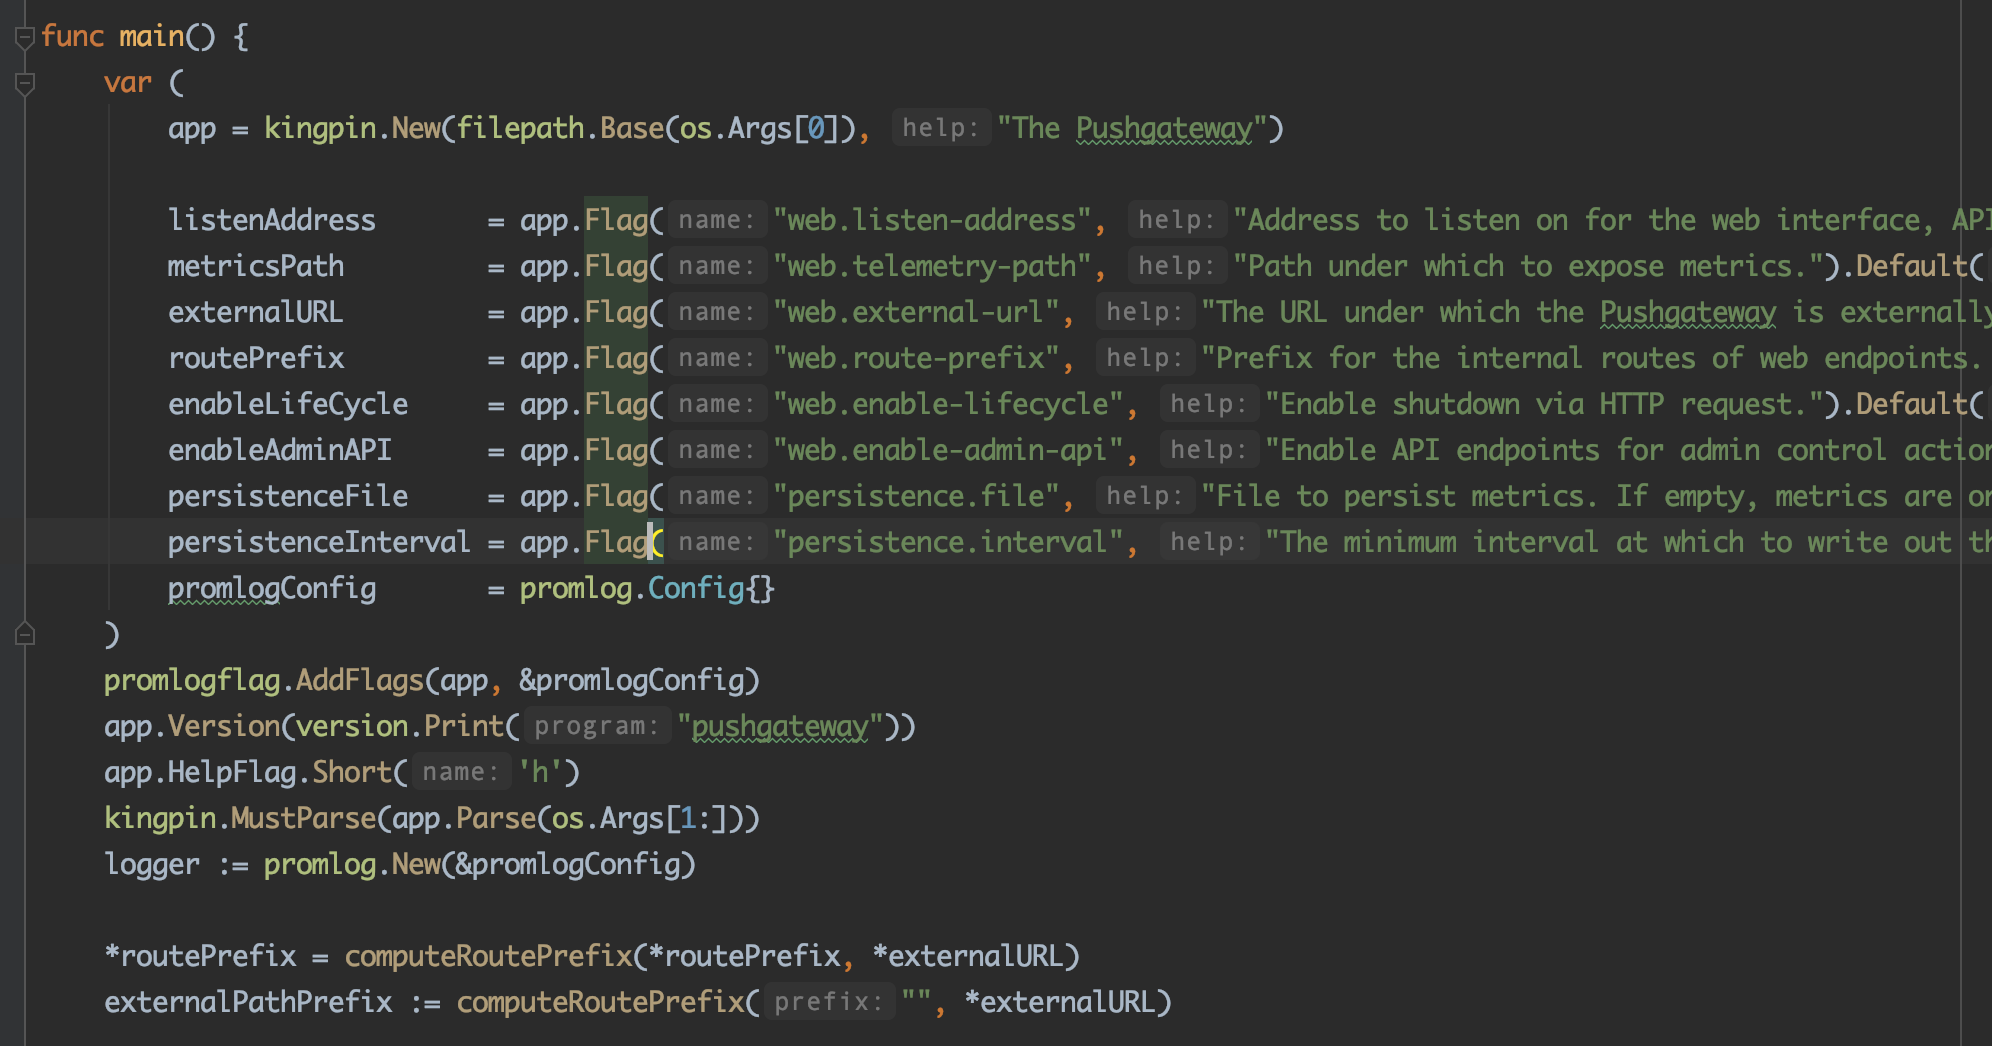 func main() {
var (
app = kingpin.New(filepath.Base(os.Args[0]), help: "The Pushgateway")
listenAddress = app.Flag( name: "web.listen-address", help: "Address to listen on for the web interface, API
metricsPath = app.Flag( name: "web.telemetry-path", help: "Path under which to expose metrics.").Default(
externalURL = app.Flag( name: "web.external-url", help: "The URL under which the Pushgateway is externally
routePrefix = app.Flag( name: "web.route-prefix", help: "Prefix for the internal routes of web endpoints.
enableLifeCycle = app.Flag( name: "web.enable-lifecycle", help: "Enable shutdown via HTTP request.").Default(
enableAdminAPI = app.Flag( name: "web.enable-admin-api", help: "Enable API endpoints for admin control action
persistenceFile = app.Flag( name: "persistence.file", help: "File to persist metrics. If empty, metrics are on
persistenceInterval = app.Flag( name: "persistence.interval", help: "The minimum interval at which to write out th
promlogConfig = promlog.Config{}
)
promlogflag.AddFlags(app, &promlogConfig)
app.Version(version.Print( program: "pushgateway"))
app.HelpFlag.Short( name: 'h')
kingpin.MustParse(app.Parse(os.Args[1:]))
logger := promlog.New(&promlogConfig)
*routePrefix = computeRoutePrefix(*routePrefix, *externalURL)
externalPathPrefix := computeRoutePrefix( prefix: "", *externalURL)